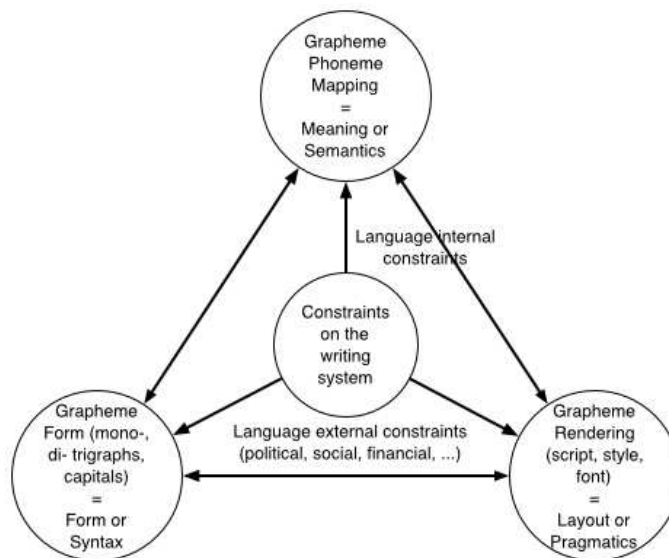 Grapheme
Phoneme
Mapping
=
Meaning or
Semantics
Language internal
constraints
Constraints
on the
writing
system
Grapheme
Form (mono-,
di- trigraphs,
capitals)
=
Form or
Syntax
Language external constraints
(political, social, financial, ...)
Grapheme
Rendering
(script, style,
font)
=
Layout or
Pragmatics